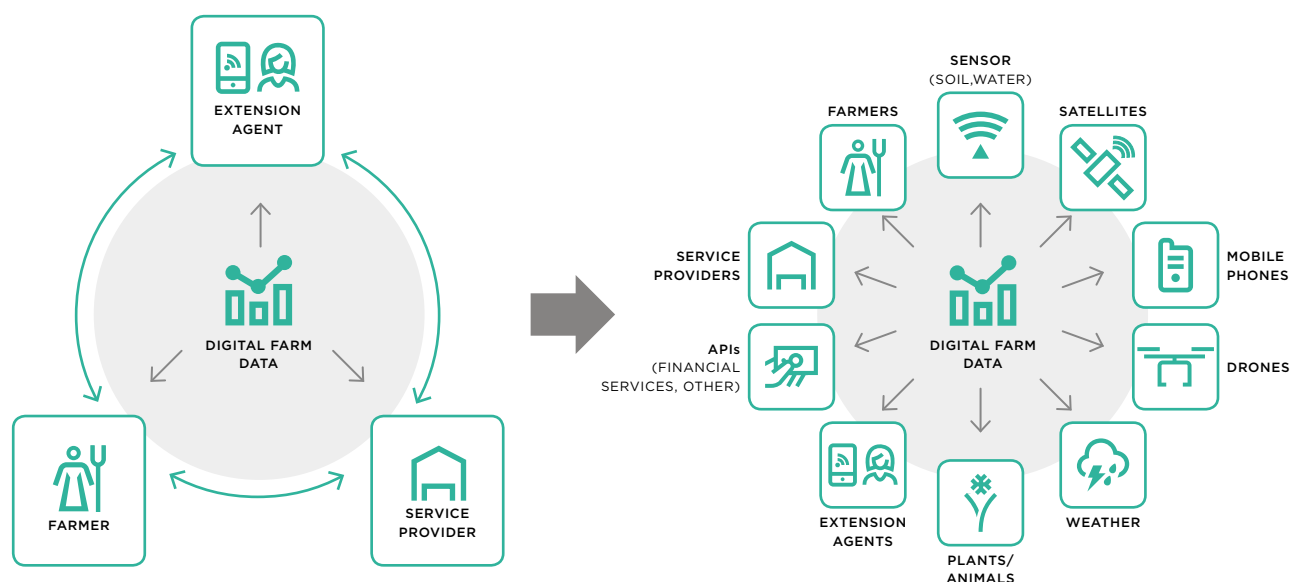 EXTENSION
AGENT
DIGITAL FARM
DATA
FARMER
SERVICE
PROVIDER
SENSOR
(SOIL,WATER)
FARMERS
SATELLITES
SERVICE
PROVIDERS
MOBILE
PHONES
APIs
(FINANCIAL
SERVICES, OTHER)
DIGITAL FARM
DATA
DRONES
EXTENSION
AGENTS
PLANTS/
ANIMALS
WEATHER